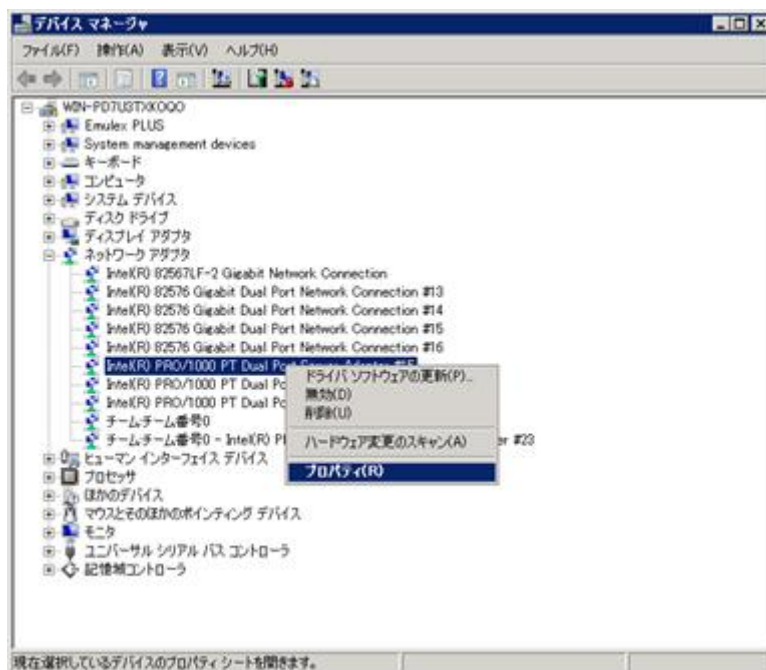 デバイス マネージャ
ファイル(F) 操作(A) 表示(V) ヘルプ(H)
WIN-PD7U3TXKOQO
Emulex PLUS
System management devices
キーボード
コンピュータ
システム デバイス
ディスク ドライブ
ディスプレイ アダプタ
ネットワーク アダプタ
Intel(R) 82567LF-2 Gigabit Network Connection
Intel(R) 82576 Gigabit Dual Port Network Connection #13
Intel(R) 82576 Gigabit Dual Port Network Connection #14
Intel(R) 82576 Gigabit Dual Port Network Connection #15
Intel(R) 82576 Gigabit Dual Port Network Connection #16
Intel(R) PRO/1000 PT Dual Port Server Adapter
ドライバ ソフトウェアの更新(P)...
Intel(R) PRO/1000 PT Dual Po
無効(D)
Intel(R) PRO/1000 PT Dual Po
削除(U)
チームチーム番号0
チームチーム番号0 - Intel(R) P
ハードウェア変更のスキャン(A)
er #23
ヒューマン インターフェイス デバイス
プロパティ(R)
プロセッサ
ほかのデバイス
マウスとそのほかのポインティング デバイス
モニタ
ユニバーサル シリアル バス コントローラ
記憶域コントローラ
現在選択しているデバイスのプロパティ シートを開きます。